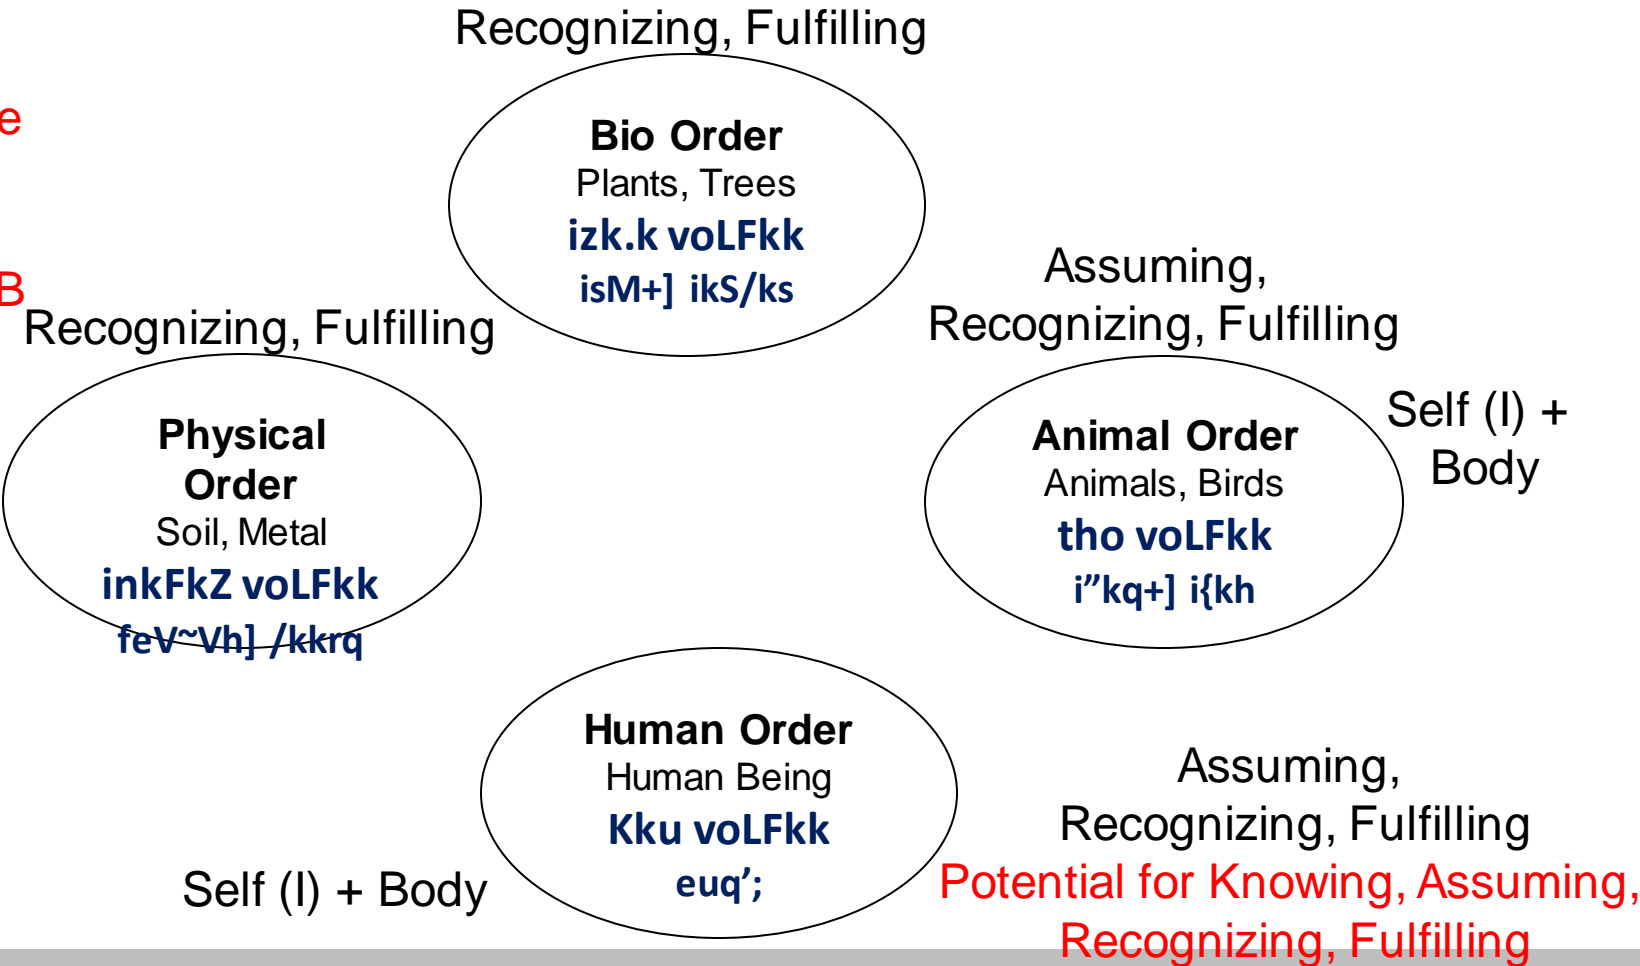 Recognizing, Fulfilling
e
Bio Order
Plants, Trees
izk.k voLFkk
isM+] ikS/ks
B
Recognizing, Fulfilling
Assuming,
Recognizing, Fulfilling
Physical
Order
Soil, Metal
inkFkZ voLFkk
feV~Vh] /kkrq
Animal Order
Animals, Birds
tho voLFkk
i”kq+] i{kh
Self (I) +
Body
Human Order
Human Being
Kku voLFkk
euq’;
Self (I) + Body
Assuming,
Recognizing, Fulfilling
Potential for Knowing, Assuming,
Recognizing, Fulfilling